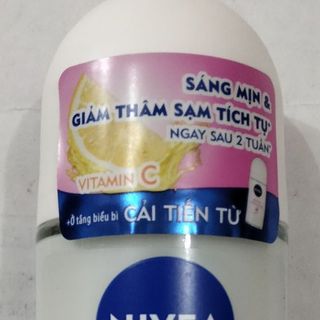 SÁNG MỊN &
GIẢM THÂM SẠM TÍCH TỤ*
NGAY SAU 2 TUẦN*
VITAMIN C
+Ở tầng biểu bì CẢI TIẾN TỪ
NIVEA